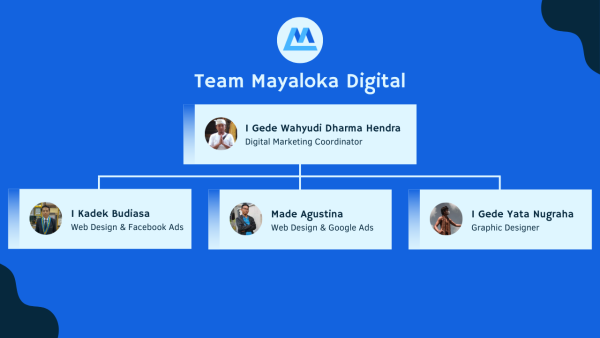 Team Mayaloka Digital
I Gede Wahyudi Dharma Hendra
Digital Marketing Coordinator
I Kadek Budiasa
Web Design & Facebook Ads
Made Agustina
Web Design & Google Ads
I Gede Yata Nugraha
Graphic Designer